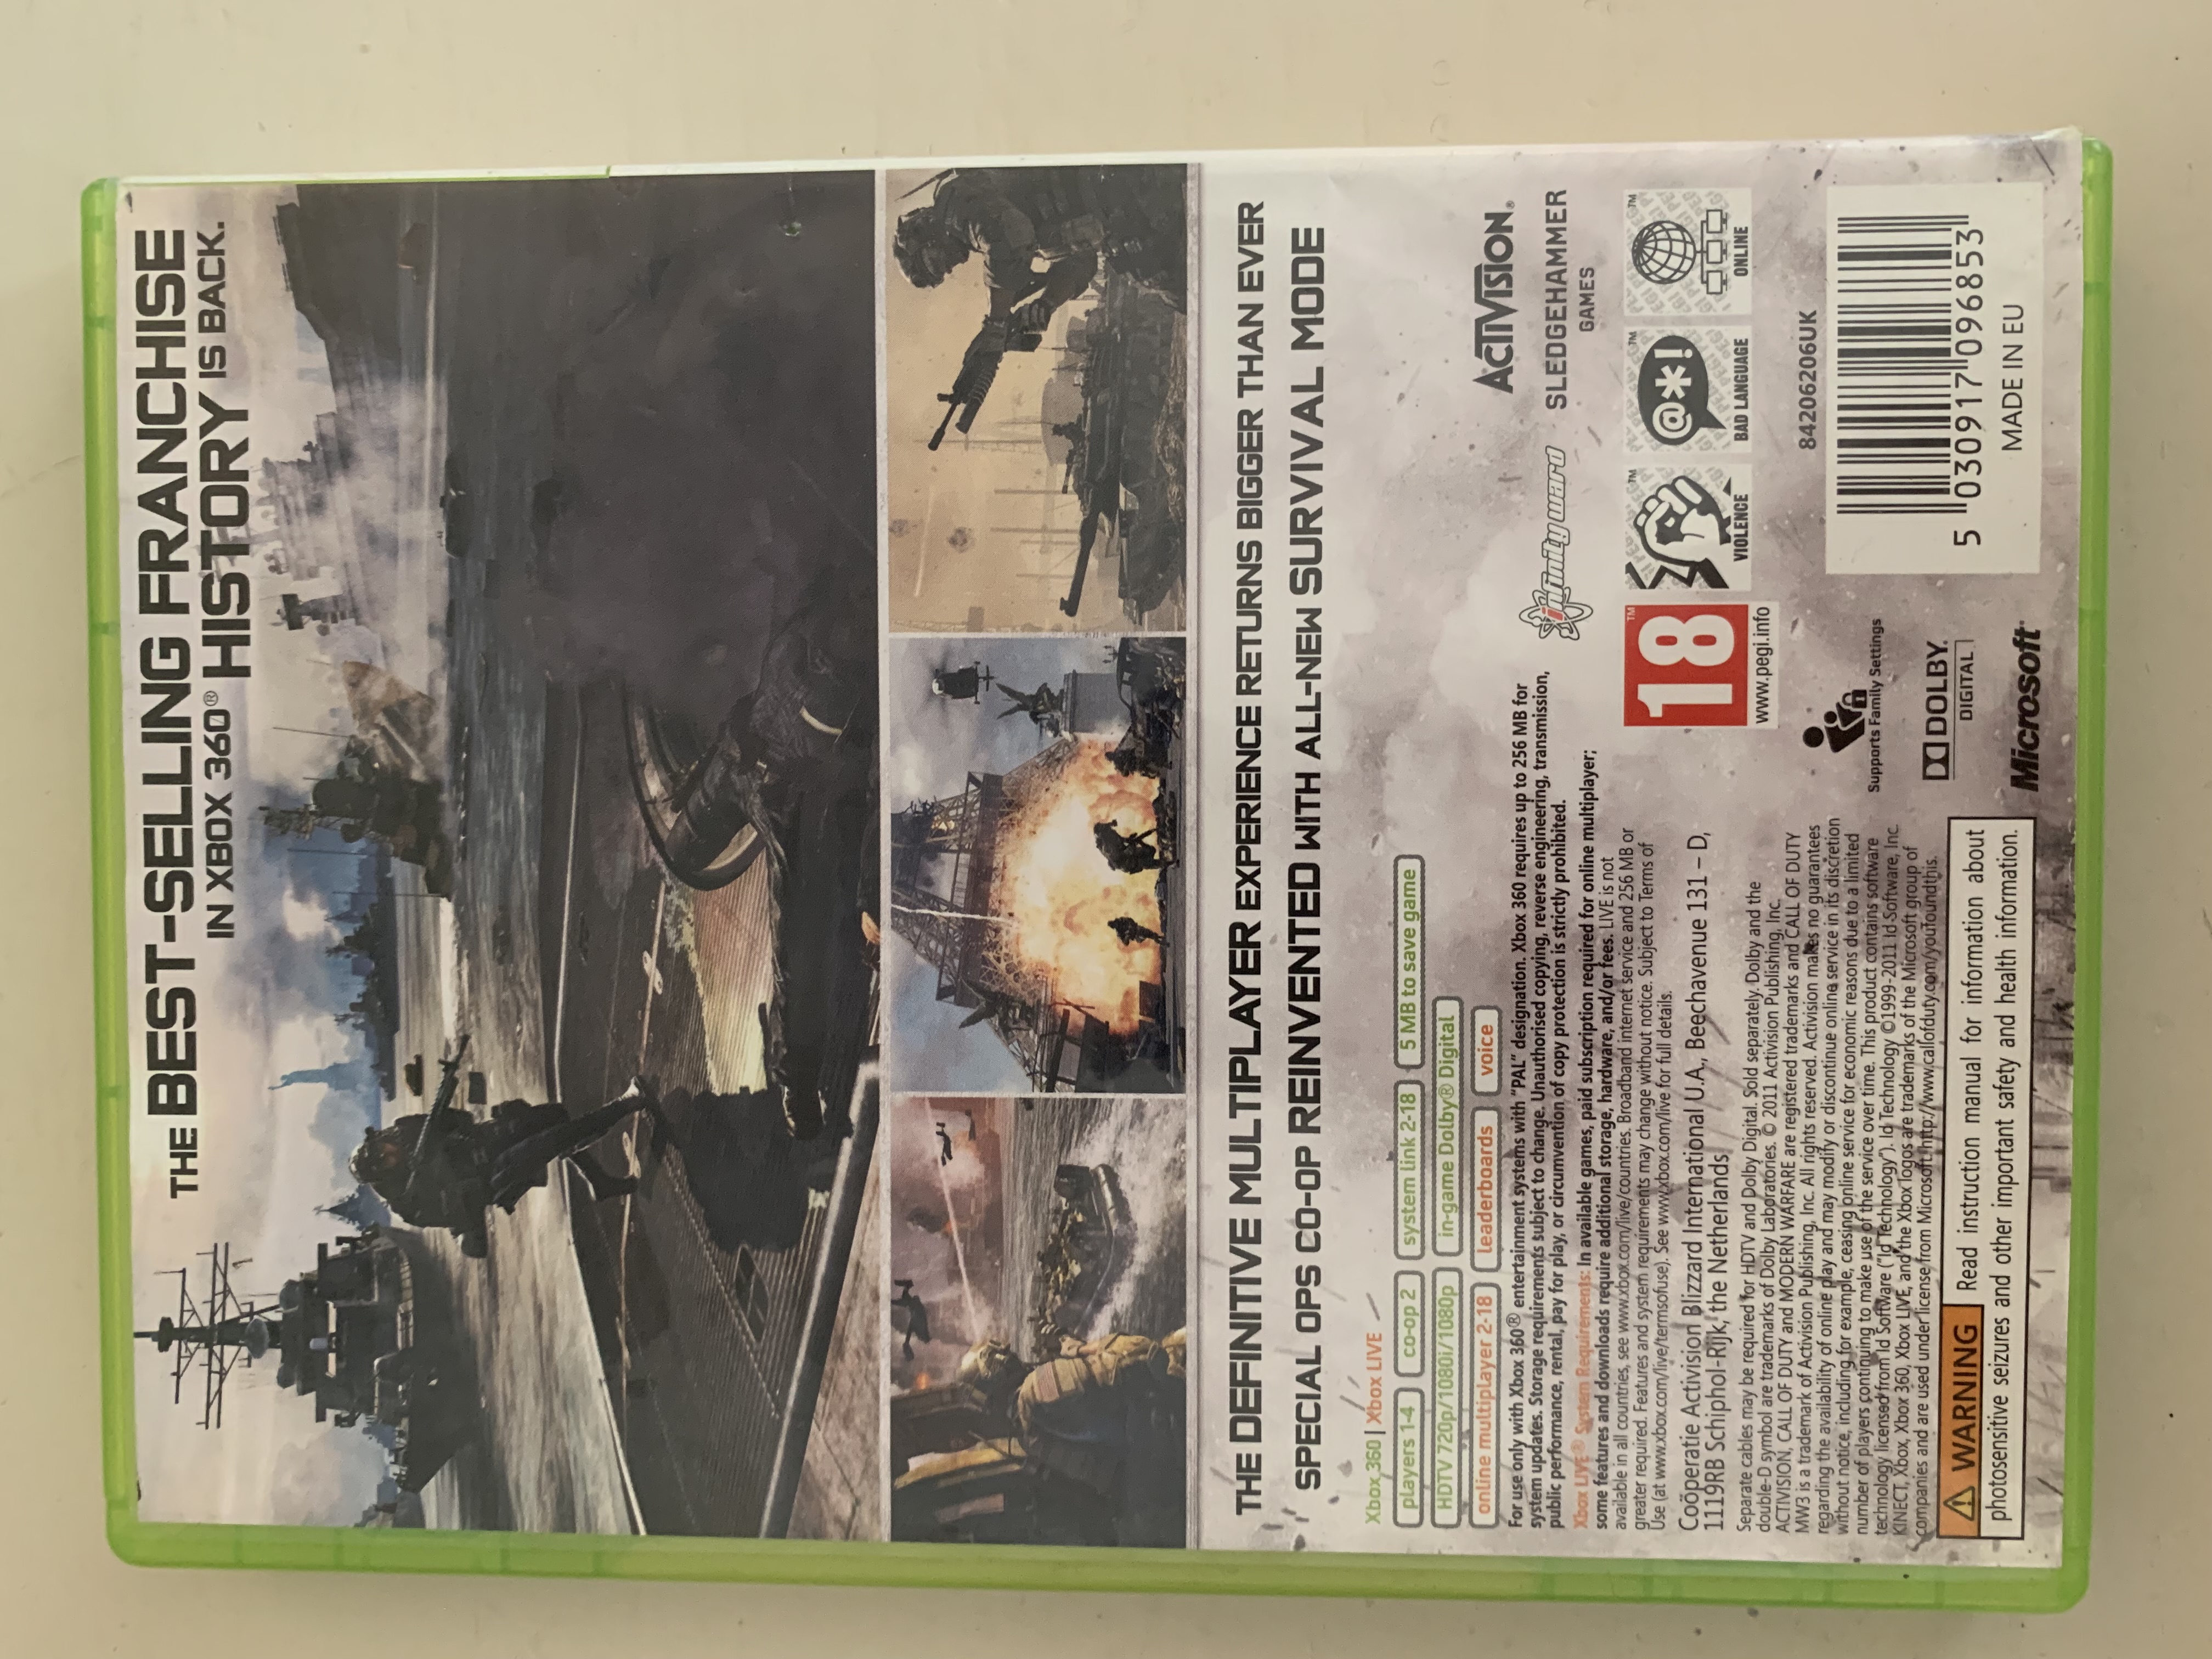 THE BEST-SELLING FRANCHISE
IN XBOX 360® HISTORY IS BACK.
THE DEFINITIVE MULTIPLAYER EXPERIENCE RETURNS BIGGER THAN EVER
SPECIAL OPS CO-OP REINVENTED WITH ALL-NEW SURVIVAL MODE
Xbox 360 | Xbox LIVE
players 1-4 co-op 2 system link 2-18 5 MB to save game
HDTV 720p/1080i/1080p in-game Dolby® Digital
online multiplayer 2-18 leaderboards voice
For use only with Xbox 360® entertainment systems with “PAL” designation. Xbox 360 requires up to 256 MB for
system updates. Storage requirements subject to change. Unauthorised copying, reverse engineering, transmission,
public performance, rental, pay for play, or circumvention of copy protection is strictly prohibited.
Xbox LIVE® System Requirements: In available games, paid subscription required for online multiplayer;
some features and downloads require additional storage, hardware, and/or fees. LIVE is not
available in all countries, see www.xbox.com/live/countries. Broadband internet service and 256 MB or
greater required. Features and system requirements may change without notice. Subject to Terms of
Use (at www.xbox.com/live/termsofuse). See www.xbox.com/live for full details.
Coöperatie Activision Blizzard International U.A., Beechavenue 131 – D,
1119RB Schiphol-Rijk, the Netherlands
Separate cables may be required for HDTV and Dolby Digital. Sold separately. Dolby and the
double-D symbol are trademarks of Dolby Laboratories. © 2011 Activision Publishing, Inc.
ACTIVISION, CALL OF DUTY and MODERN WARFARE are registered trademarks and CALL OF DUTY
MW3 is a trademark of Activision Publishing, Inc. All rights reserved. Activision makes no guarantees
regarding the availability of online play and may modify or discontinue online service in its discretion
without notice, including for example, ceasing online service for economic reasons due to a limited
number of players continuing to make use of the service over time. This product contains software
technology licensed from Id Software (“Id Technology”). Id Technology ©1999-2011 Id Software, Inc.
KINECT, Xbox, Xbox 360, Xbox LIVE, and the Xbox logos are trademarks of the Microsoft group of
companies and are used under license from Microsoft. http://www.callofduty.com/youfoundthis.
WARNING Read instruction manual for information about
photosensitive seizures and other important safety and health information.
ACTIVISION®
infinity ward
SLEDGEHAMMER
GAMES
18™
www.pegi.info
™
VIOLENCE
@*!™
BAD LANGUAGE
™
ONLINE
Supports Family Settings
DOLBY
DIGITAL
Microsoft
84206206UK
5 030917 096853
MADE IN EU